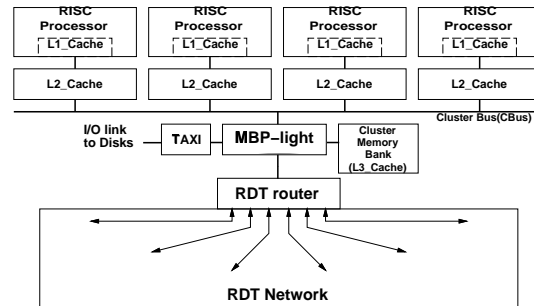 RISC Processor
L1_Cache
RISC Processor
L1_Cache
RISC Processor
L1_Cache
RISC Processor
L1_Cache
L2_Cache
L2_Cache
L2_Cache
L2_Cache
Cluster Bus(CBus)
I/O link
to Disks
TAXI
MBP–light
Cluster
Memory
Bank
(L3_Cache)
RDT router
RDT Network